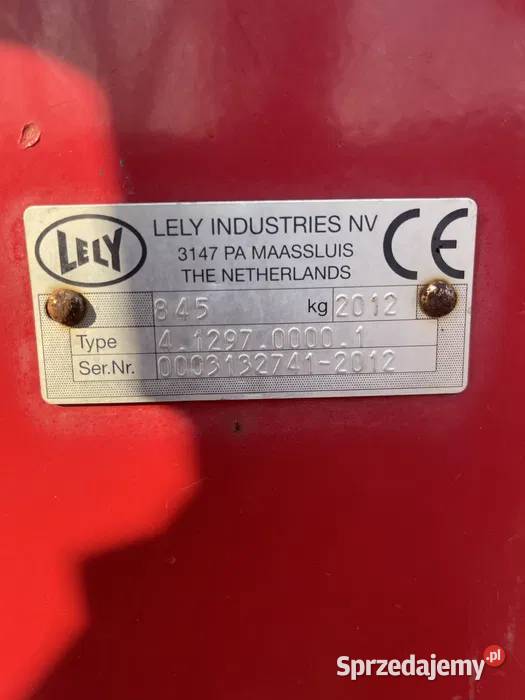 LELY
LELY INDUSTRIES NV
3147 PA MAASSLUIS
THE NETHERLANDS
CE
845 kg 2012
Type 4.1297.0000.1
Ser.Nr. 0003132741-2012
Sprzedajemy.pl